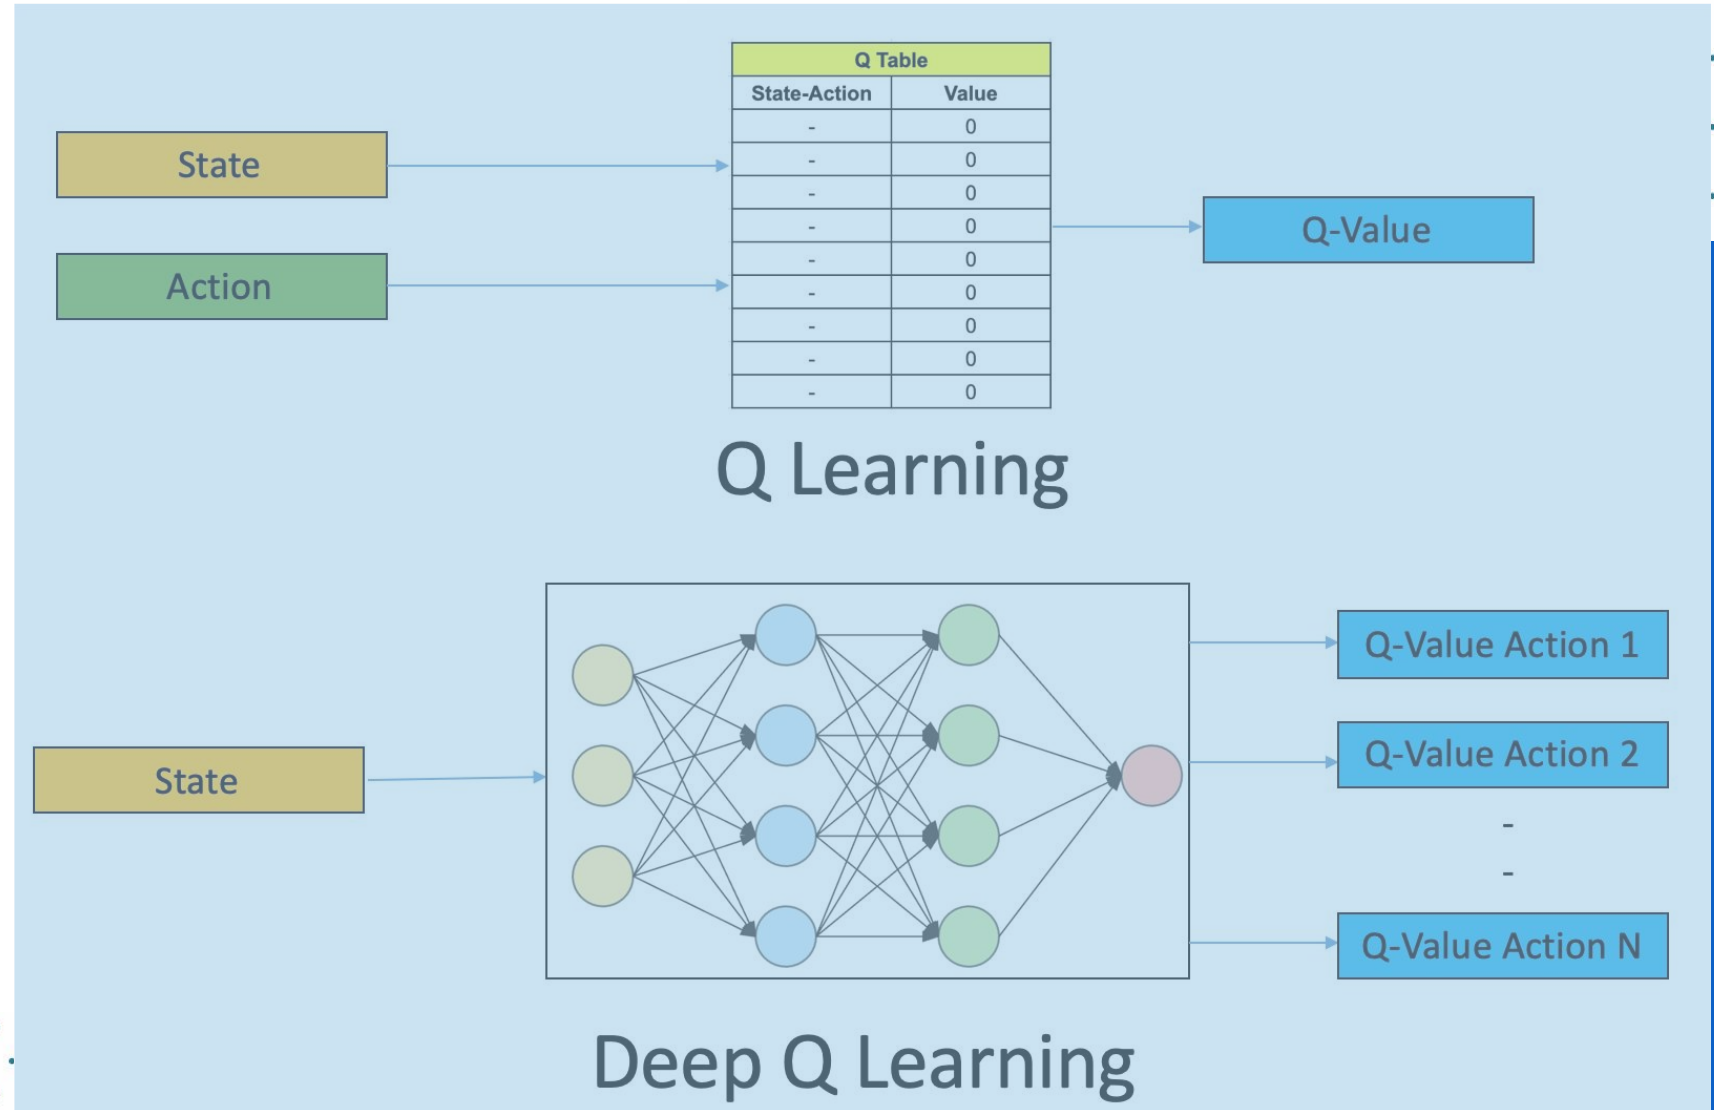 Q Table
State-Action Value
- 0
- 0
- 0
- 0
- 0
- 0
- 0
- 0
- 0
State
Action
Q-Value
Q Learning
State
Q-Value Action 1
Q-Value Action 2
-
-
Q-Value Action N
Deep Q Learning